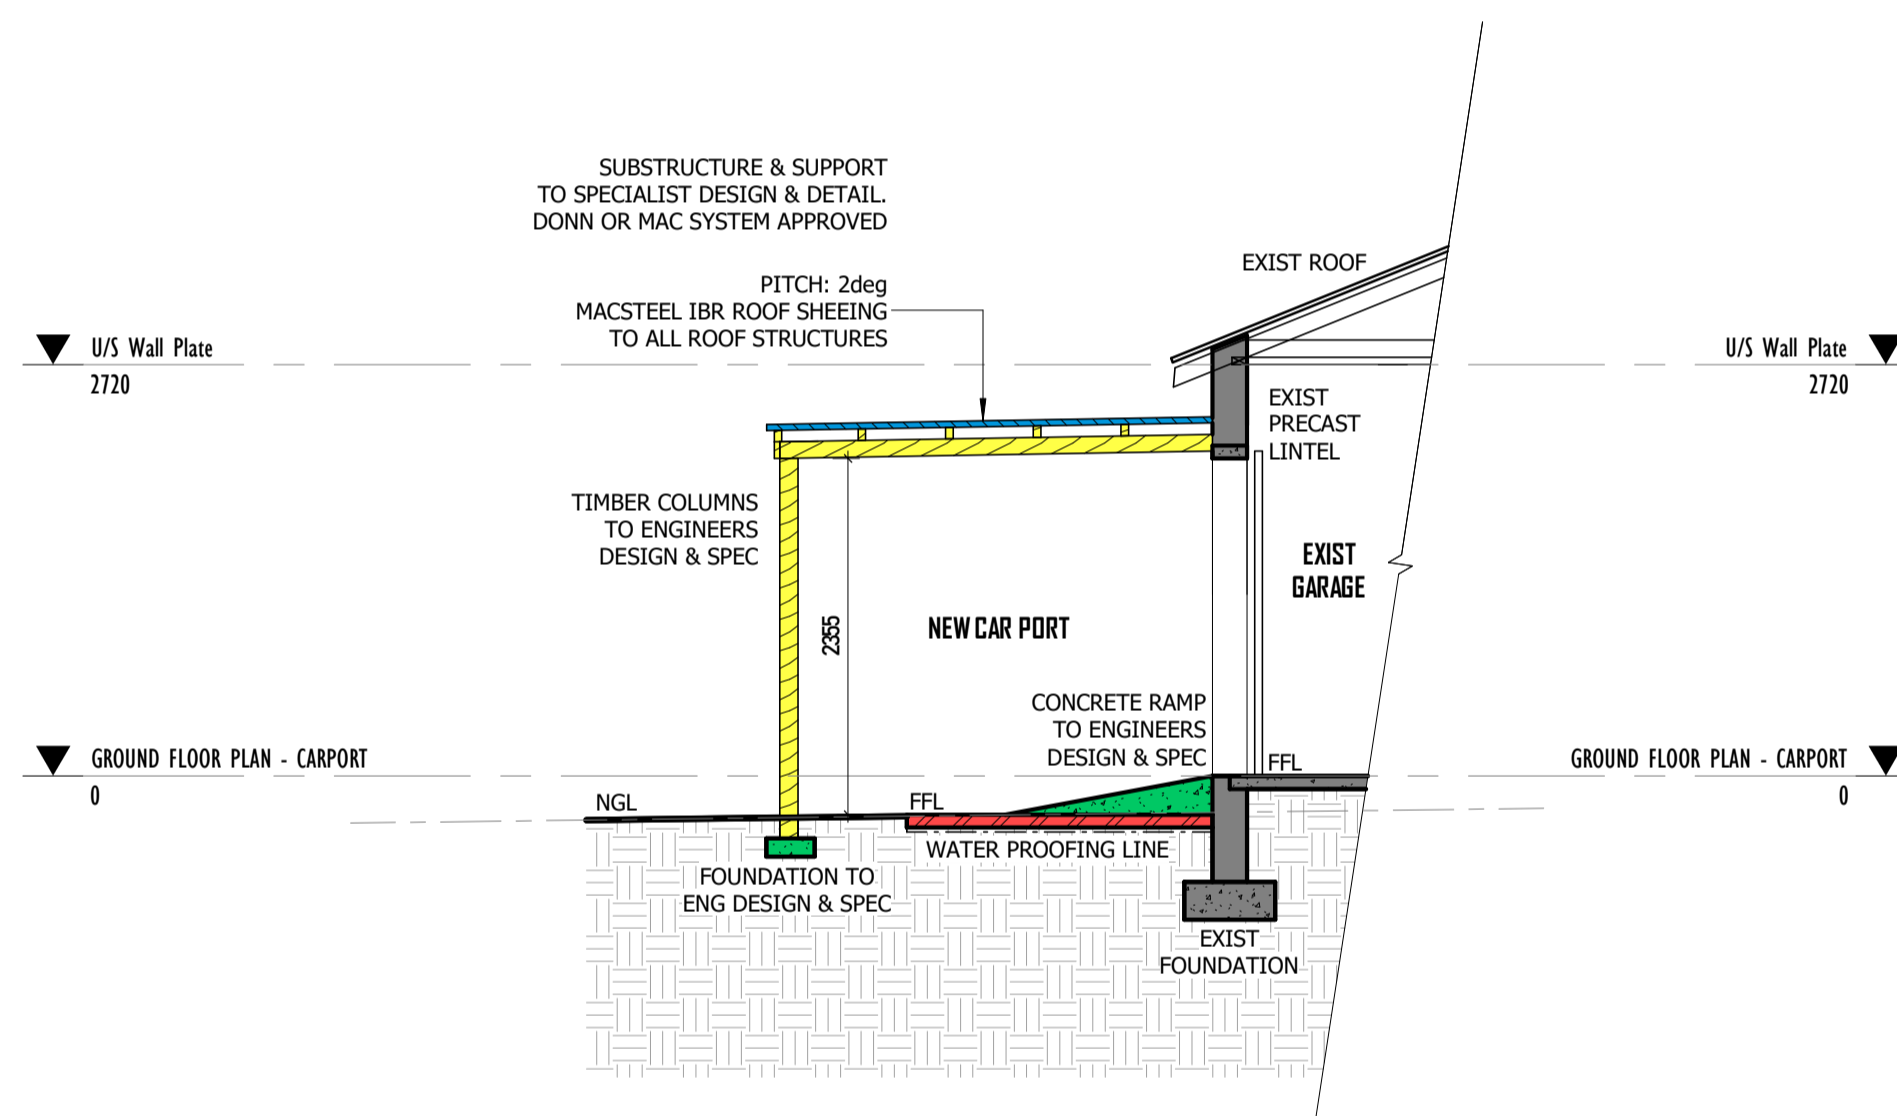 SUBSTRUCTURE & SUPPORT
TO SPECIALIST DESIGN & DETAIL.
DONN OR MAC SYSTEM APPROVED
PITCH: 2deg
MACSTEEL IBR ROOF SHEEING
TO ALL ROOF STRUCTURES
EXIST ROOF
U/S Wall Plate
2720
U/S Wall Plate
2720
EXIST
PRECAST
LINTEL
TIMBER COLUMNS
TO ENGINEERS
DESIGN & SPEC
EXIST
GARAGE
2355
NEW CAR PORT
CONCRETE RAMP
TO ENGINEERS
DESIGN & SPEC
GROUND FLOOR PLAN - CARPORT
0
FFL
GROUND FLOOR PLAN - CARPORT
0
NGL
FFL
WATER PROOFING LINE
FOUNDATION TO
ENG DESIGN & SPEC
EXIST
FOUNDATION